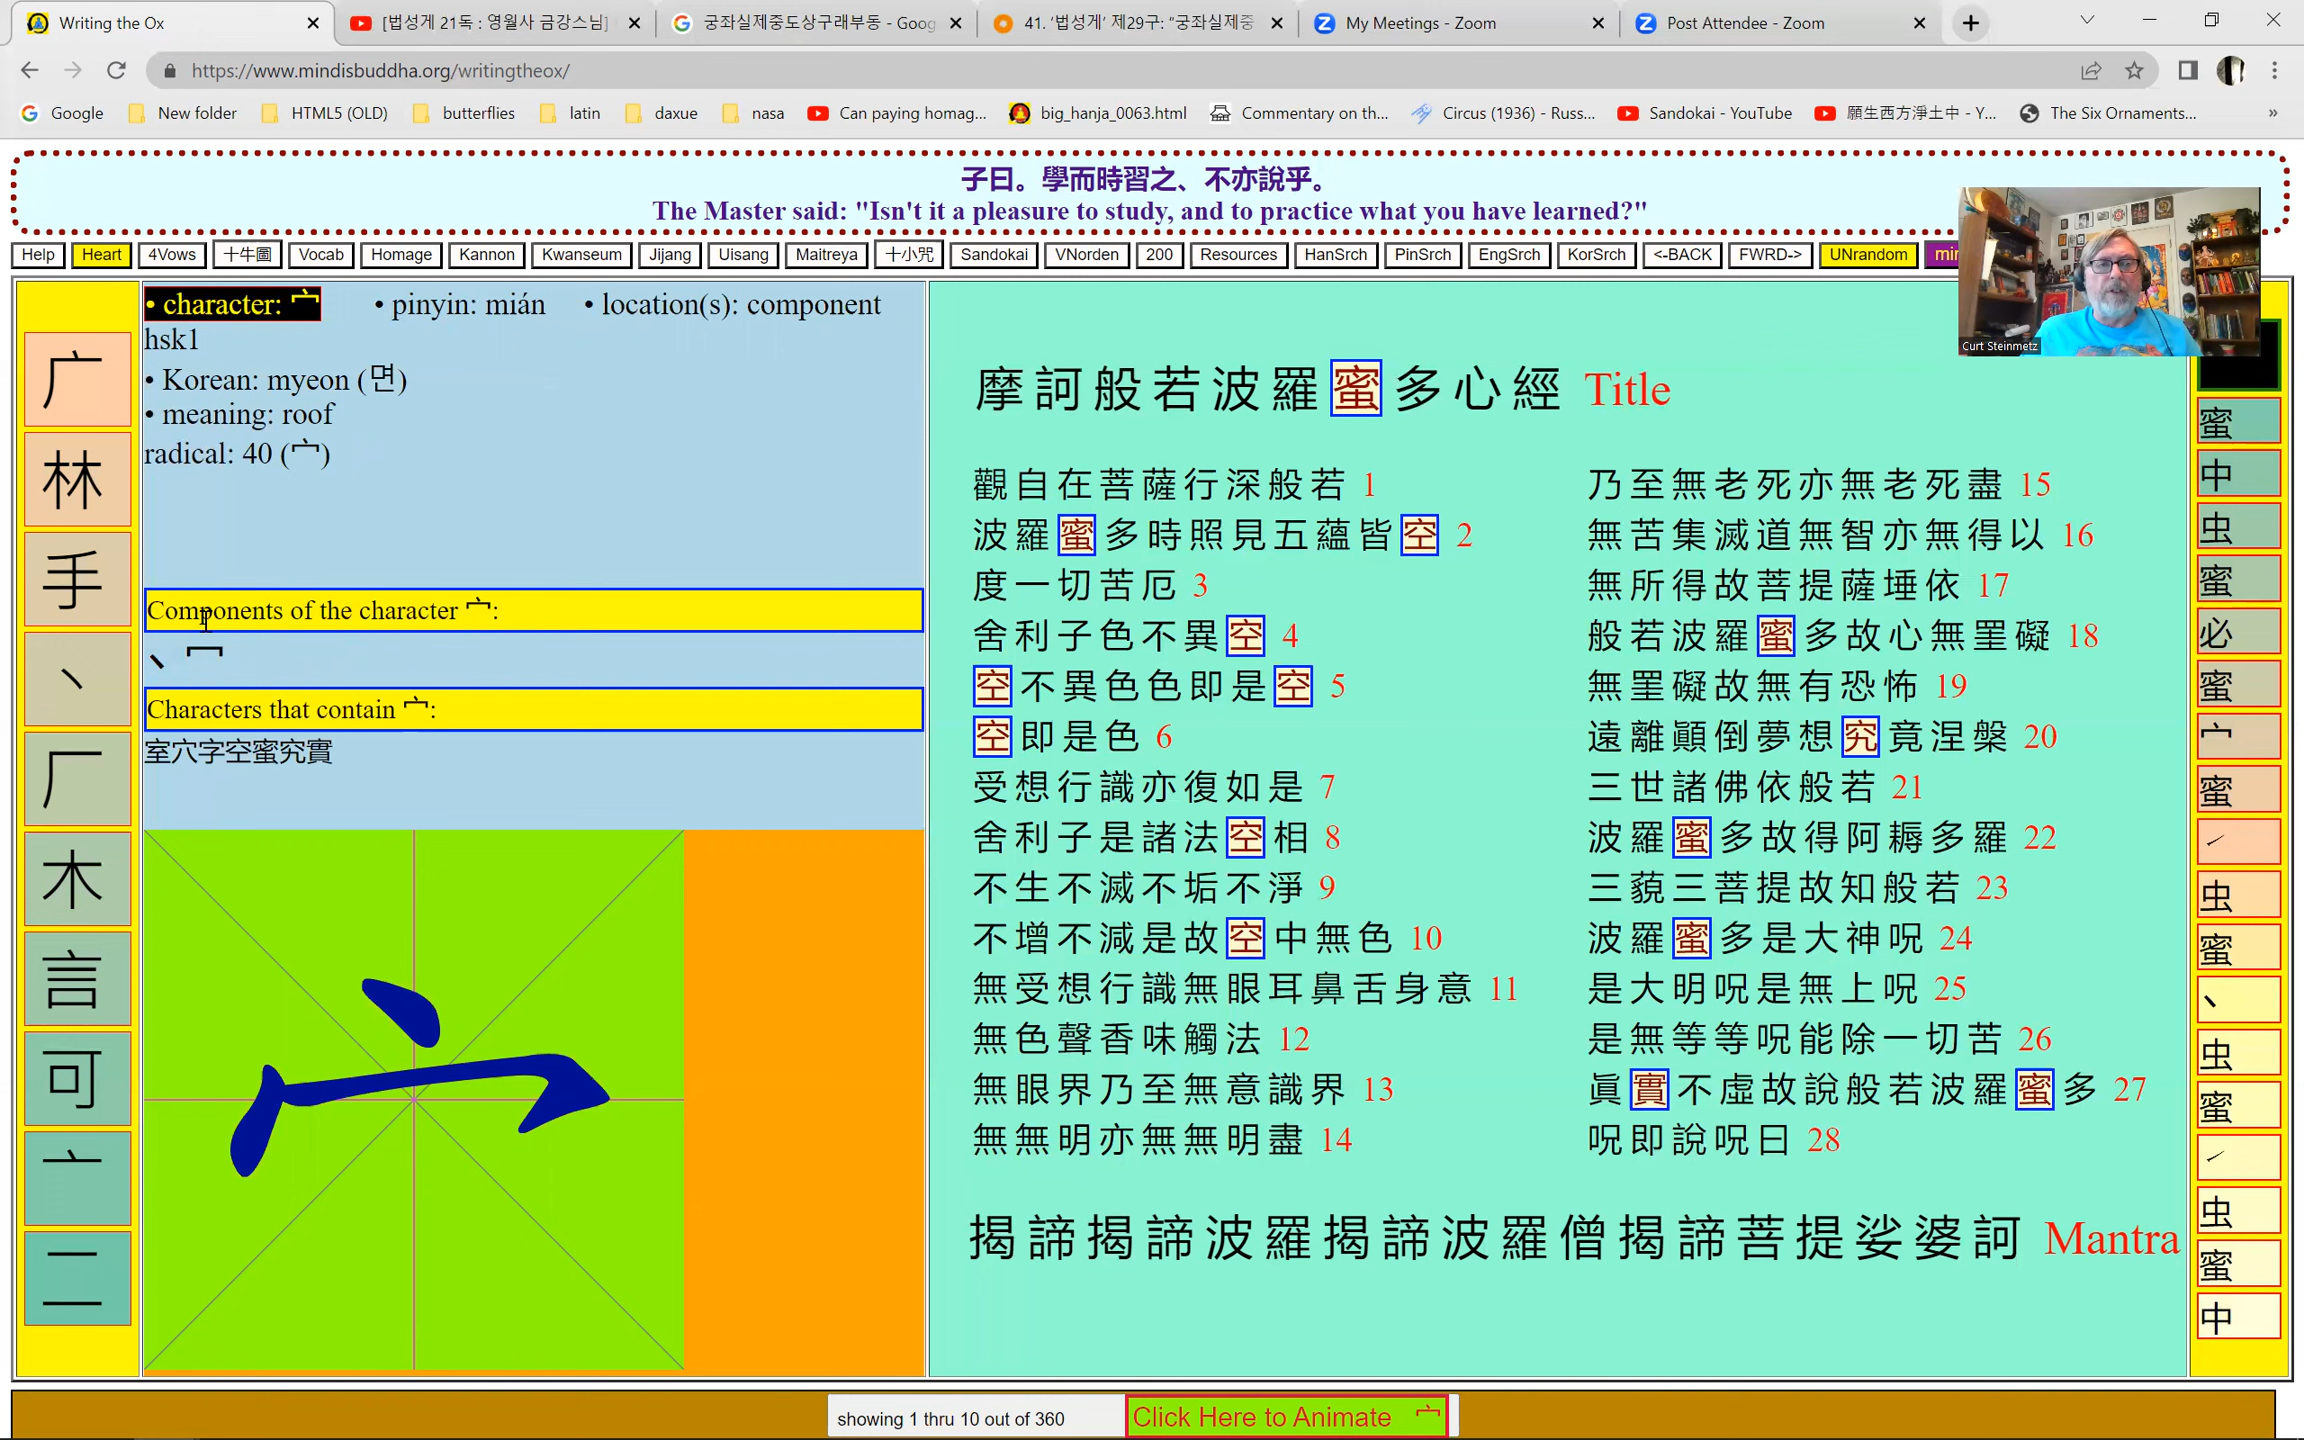 Writing the Ox
[법성게 21독 : 영월사 금강스님]
궁좌실제중도상구래부동 - Goog
41. ‘법성게’ 제29구: “궁좌실제중
My Meetings - Zoom
Post Attendee - Zoom
https://www.mindisbuddha.org/writingtheox/
Google
New folder
HTML5 (OLD)
butterflies
latin
daxue
nasa
Can paying homag...
big_hanja_0063.html
Commentary on th...
Circus (1936) - Russ...
Sandokai - YouTube
願生西方淨土中 - Y...
The Six Ornaments...
»
子曰。學而時習之、不亦說乎。
The Master said: "Isn't it a pleasure to study, and to practice what you have learned?"
Help Heart 4Vows 十牛圖 Vocab Homage Kannon Kwanseum Jijang Uisang Maitreya 十小咒 Sandokai VNorden 200 Resources HanSrch PinSrch EngSrch KorSrch <-BACK FWRD-> UNrandom
Curt Steinmetz
广
林
手
丶
厂
木
言
可
亠
二
• character: 宀 • pinyin: mián • location(s): component
hsk1
• Korean: myeon (면)
• meaning: roof
radical: 40 (宀)
Components of the character 宀:
丶冖
Characters that contain 宀:
室穴字空蜜究實
摩訶般若波羅蜜多心經 Title
觀自在菩薩行深般若 1
波羅蜜多時照見五蘊皆空 2
度一切苦厄 3
舍利子色不異空 4
空不異色色即是空 5
空即是色 6
受想行識亦復如是 7
舍利子是諸法空相 8
不生不滅不垢不淨 9
不增不減是故空中無色 10
無受想行識無眼耳鼻舌身意 11
無色聲香味觸法 12
無眼界乃至無意識界 13
無無明亦無無明盡 14
乃至無老死亦無老死盡 15
無苦集滅道無智亦無得以 16
無所得故菩提薩埵依 17
般若波羅蜜多故心無罣礙 18
無罣礙故無有恐怖 19
遠離顚倒夢想究竟涅槃 20
三世諸佛依般若 21
波羅蜜多故得阿耨多羅 22
三藐三菩提故知般若 23
波羅蜜多是大神呪 24
是大明呪是無上呪 25
是無等等呪能除一切苦 26
眞實不虛故說般若波羅蜜多 27
呪即說呪曰 28
揭諦揭諦波羅揭諦波羅僧揭諦菩提娑婆訶 Mantra
蜜
中
虫
蜜
必
蜜
宀
蜜
㇀
虫
蜜
丶
虫
蜜
㇀
虫
蜜
中
showing 1 thru 10 out of 360
Click Here to Animate 宀